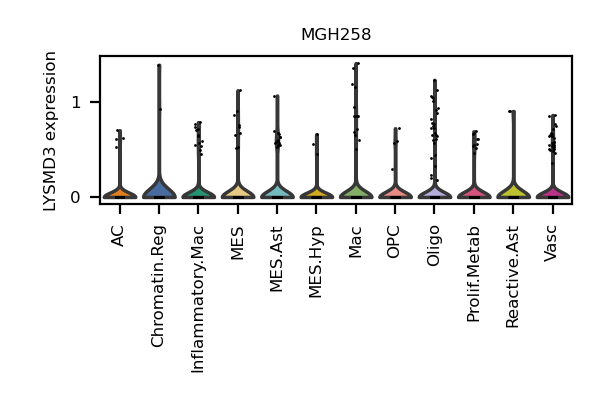 MGH258
LYSMD3 expression
1
0
AC
Chromatin.Reg
Inflammatory.Mac
MES
MES.Ast
MES.Hyp
Mac
OPC
Oligo
Prolif.Metab
Reactive.Ast
Vasc